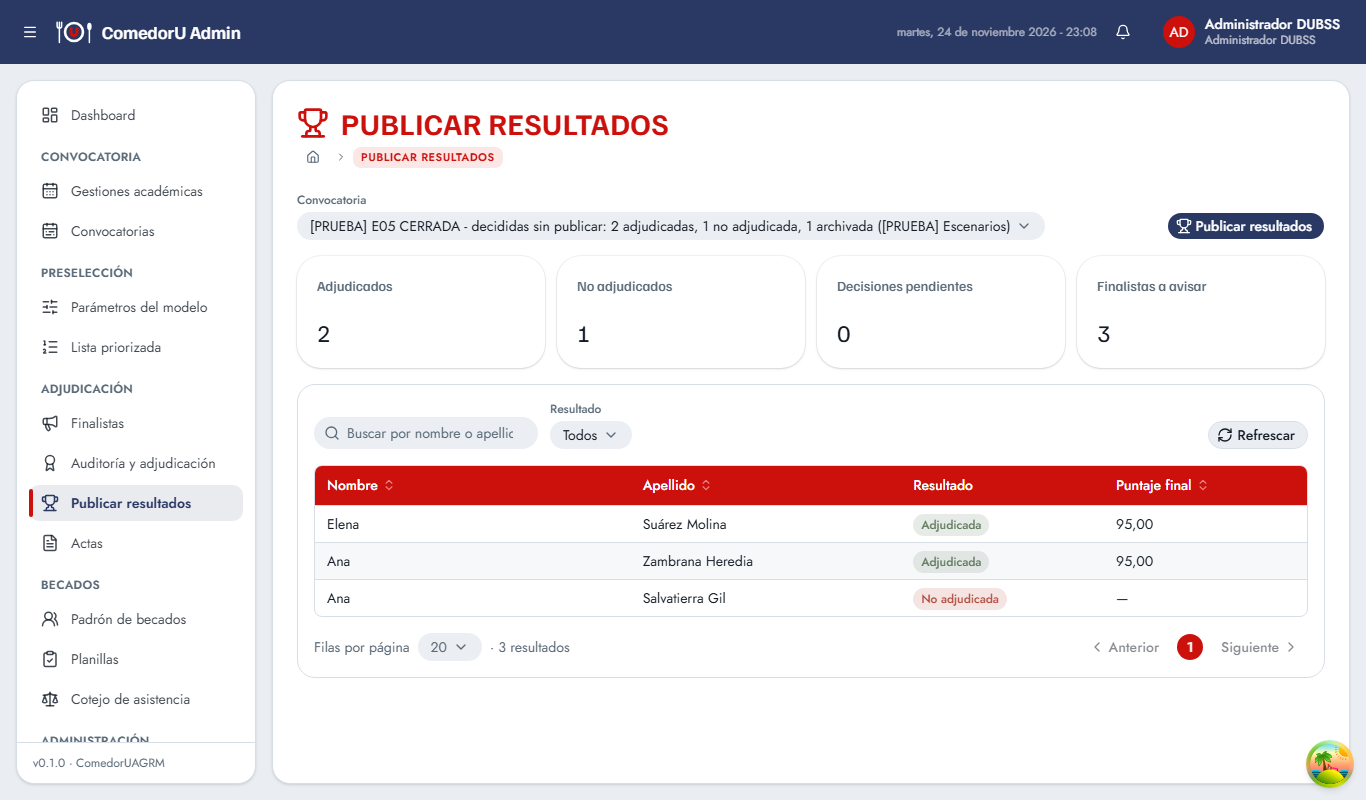 ComedorU Admin
martes, 24 de noviembre 2026 - 23:08
AD
Administrador DUBSS
Administrador DUBSS
Dashboard
CONVOCATORIA
Gestiones académicas
Convocatorias
PRESELECCIÓN
Parámetros del modelo
Lista priorizada
ADJUDICACIÓN
Finalistas
Auditoría y adjudicación
Publicar resultados
Actas
BECADOS
Padrón de becados
Planillas
Cotejo de asistencia
ADMINISTRACIÓN
v0.1.0 · ComedorUAGRM
PUBLICAR RESULTADOS
PUBLICAR RESULTADOS
Convocatoria
[PRUEBA] E05 CERRADA - decididas sin publicar: 2 adjudicadas, 1 no adjudicada, 1 archivada ([PRUEBA] Escenarios)
Publicar resultados
Adjudicados
2
No adjudicados
1
Decisiones pendientes
0
Finalistas a avisar
3
Buscar por nombre o apellic
Resultado
Todos
Refrescar
Nombre Apellido Resultado Puntaje final
Elena Suárez Molina Adjudicada 95,00
Ana Zambrana Heredia Adjudicada 95,00
Ana Salvatierra Gil No adjudicada —
Filas por página 20 · 3 resultados
Anterior 1 Siguiente